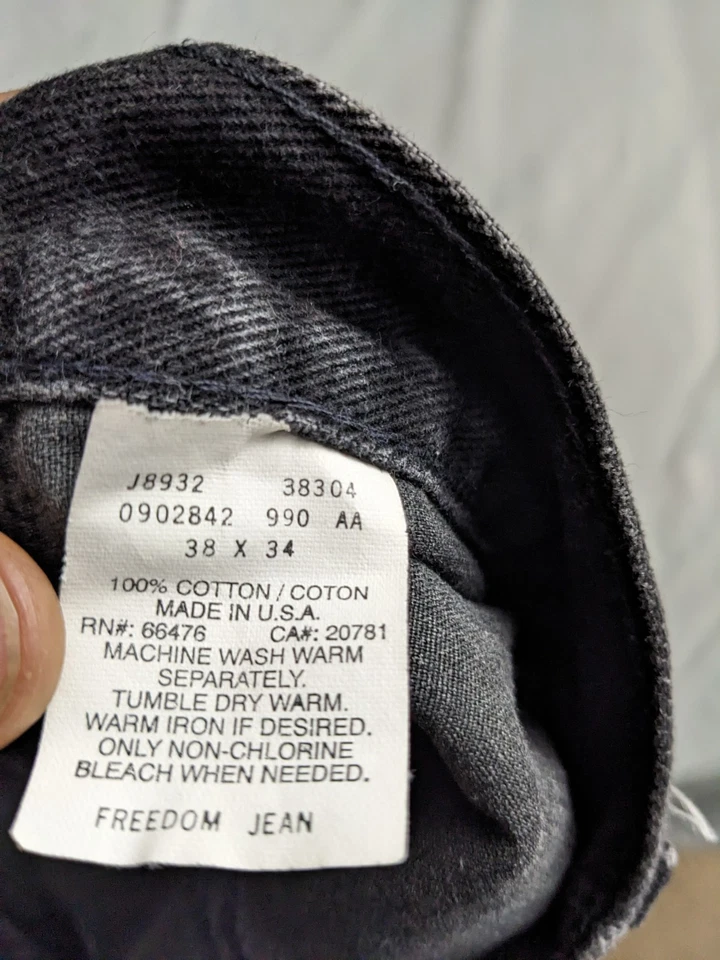 J8932 38304
0902842 990 AA
38 X 34
100% COTTON / COTON
MADE IN U.S.A.
RN#: 66476 CA#: 20781
MACHINE WASH WARM
SEPARATELY.
TUMBLE DRY WARM.
WARM IRON IF DESIRED.
ONLY NON-CHLORINE
BLEACH WHEN NEEDED.
FREEDOM JEAN